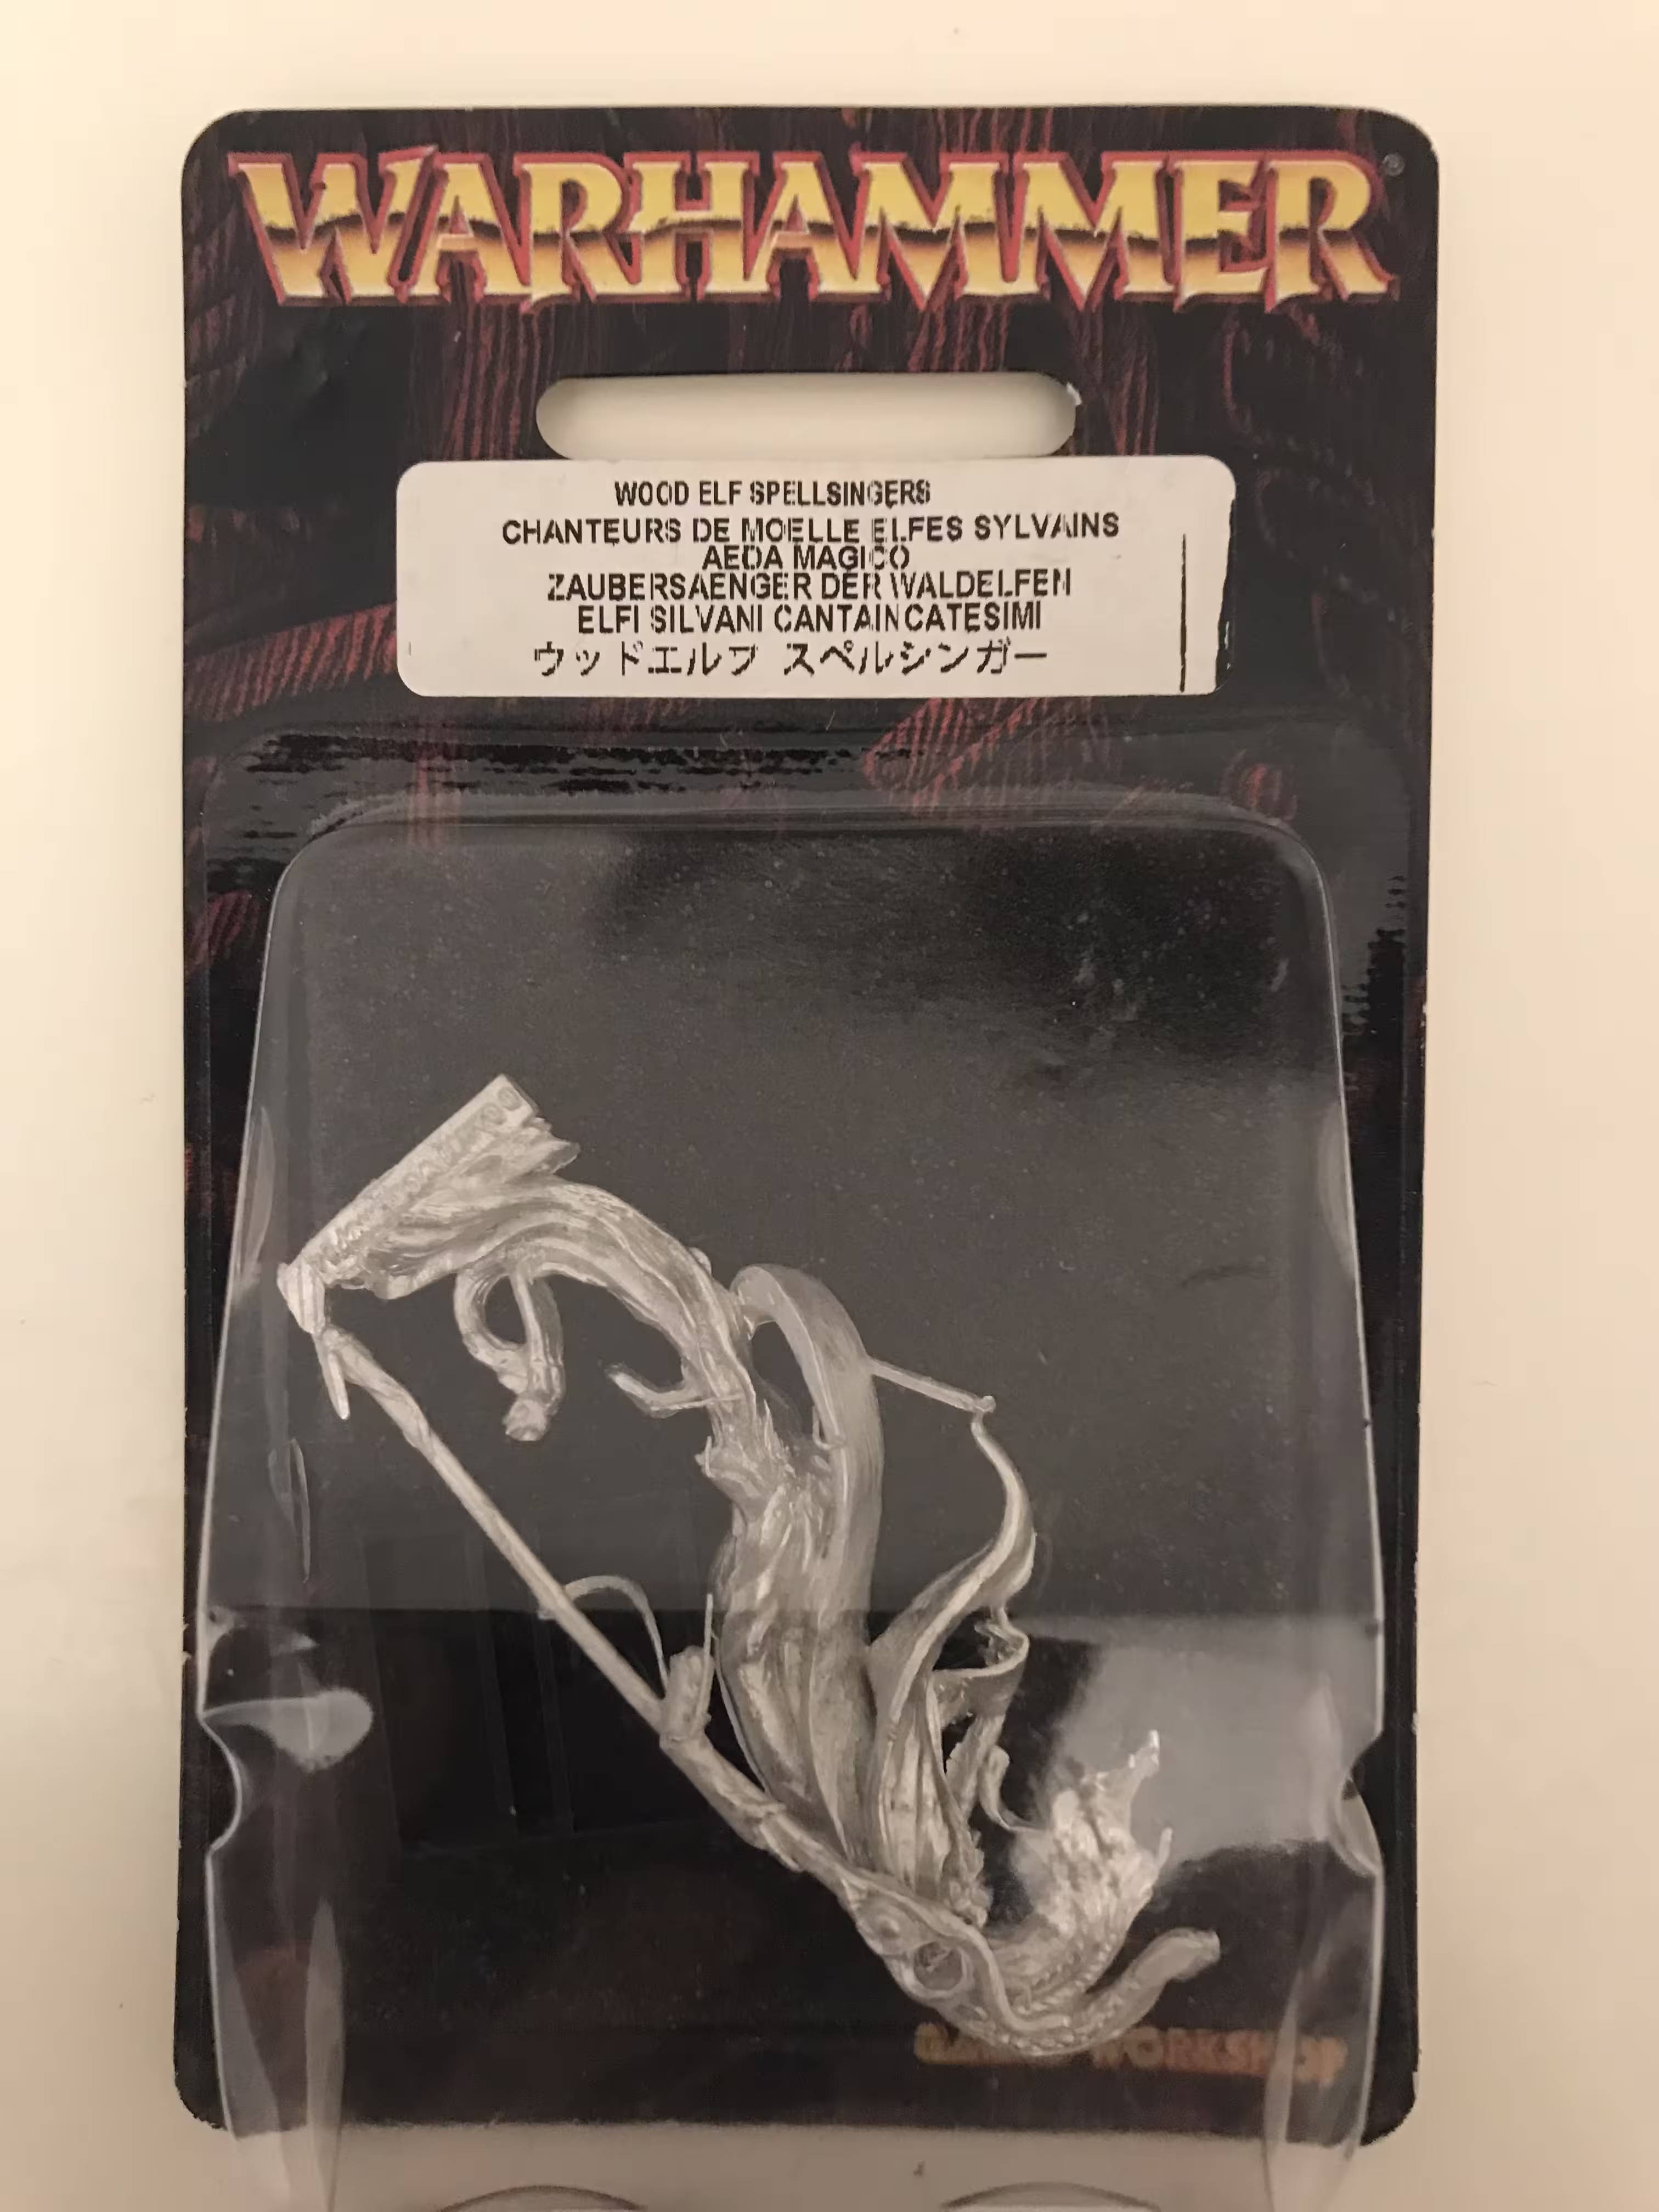 WARHAMMER®
WOOD ELF SPELLSINGERS
CHANTEURS DE MOELLE ELFES SYLVAINS
AEDA MAGICO
ZAUBERSAENGER DER WALDELFEN
ELFI SILVANI CANTAINCATESIMI
ウッドエルフ スペルシンガー
WORKSHOP